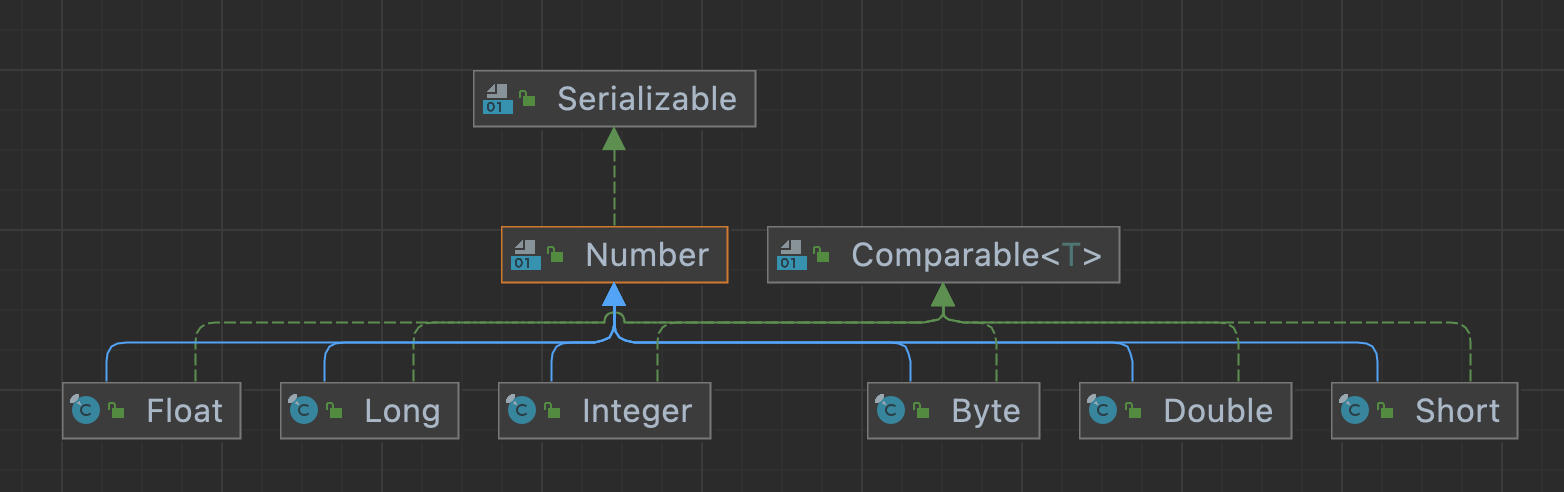 01 Serializable
01 Number
01 Comparable<T>
C Float
C Long
C Integer
C Byte
C Double
C Short